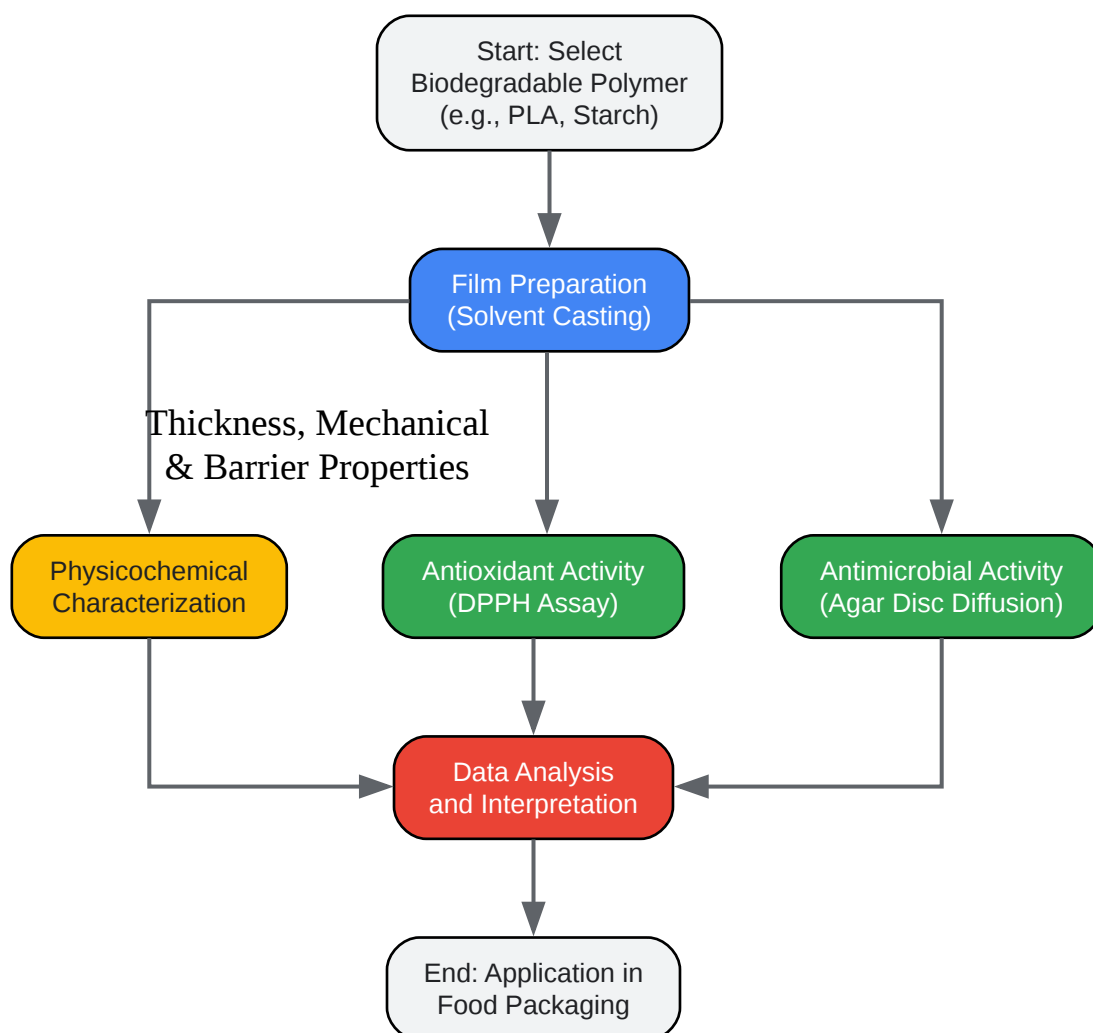 Start: Select
Biodegradable Polymer
(e.g., PLA, Starch)
Film Preparation
(Solvent Casting)
Thickness, Mechanical
& Barrier Properties
Physicochemical
Characterization
Antioxidant Activity
(DPPH Assay)
Antimicrobial Activity
(Agar Disc Diffusion)
Data Analysis
and Interpretation
End: Application in
Food Packaging